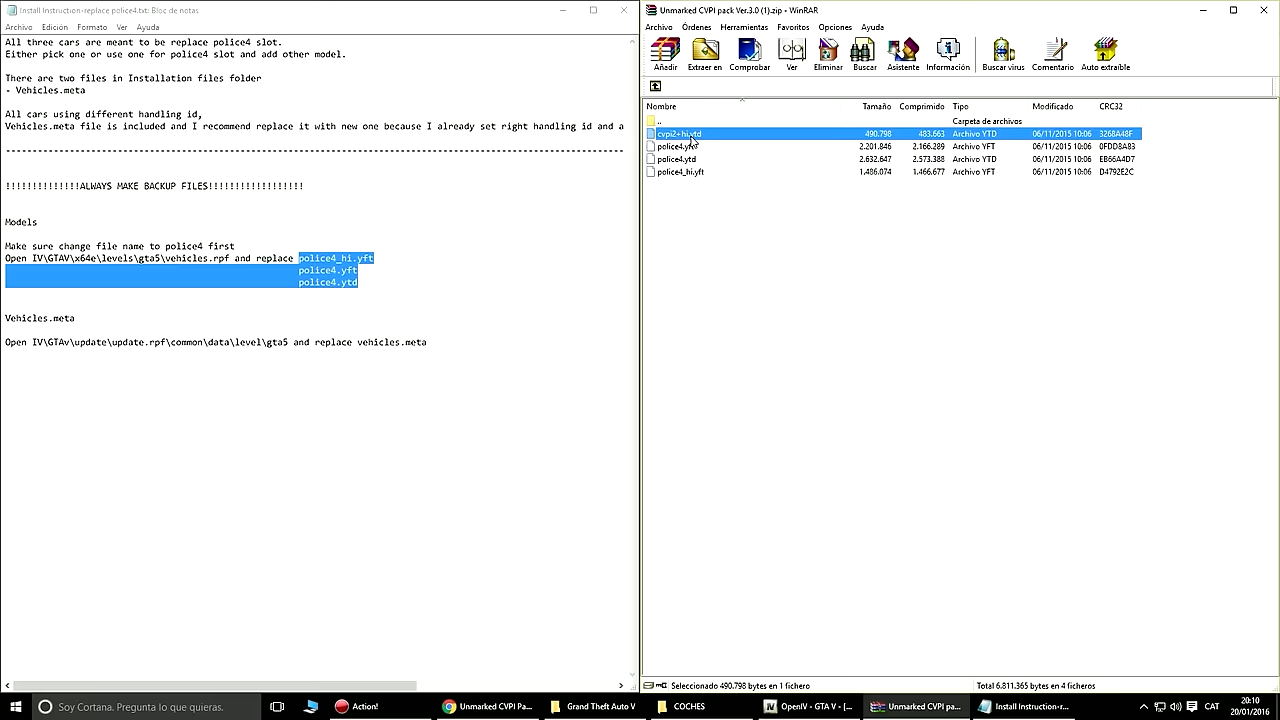 Install Instruction-replace police4.txt: Bloc de notas
Archivo Edición Formato Ver Ayuda
All three cars are meant to be replace police4 slot.
Either pick one or use one for police4 slot and add other model.
There are two files in Installation files folder
- Vehicles.meta
All cars using different handling id,
Vehicles.meta file is included and I recommend replace it with new one because I already set right handling id and a
!!!!!!!!!!!!!!ALWAYS MAKE BACKUP FILES!!!!!!!!!!!!!!!!!!
Models
Make sure change file name to police4 first
Open IV\GTAV\x64e\levels\gta5\vehicles.rpf and replace police4_hi.yft
police4.yft
police4.ytd
Vehicles.meta
Open IV\GTAv\update\update.rpf\common\data\level\gta5 and replace vehicles.meta
Unmarked CVPI pack Ver.3.0 (1).zip - WinRAR
Archivo Órdenes Herramientas Favoritos Opciones Ayuda
Añadir Extraer en Comprobar Ver Eliminar Buscar Asistente Información Buscar virus Comentario Auto extraíble
Nombre Tamaño Comprimido Tipo Modificado CRC32
.. Carpeta de archivos
cvpi2+hi.ytd 490.798 483.663 Archivo YTD 06/11/2015 10:06 3268A48F
police4.yft 2.201.846 2.166.289 Archivo YFT 06/11/2015 10:06 0FDD8A83
police4.ytd 2.632.647 2.573.388 Archivo YTD 06/11/2015 10:06 EB66A4D7
police4_hi.yft 1.486.074 1.466.677 Archivo YFT 06/11/2015 10:06 D4792E2C
Seleccionado 490.798 bytes en 1 fichero Total 6.811.365 bytes en 4 ficheros
Soy Cortana. Pregunta lo que quieras. Action! Unmarked CVPI Pa... Grand Theft Auto V COCHES OpenIV - GTA V - [... Unmarked CVPI pa... Install Instruction-r... CAT 20:10
20/01/2016